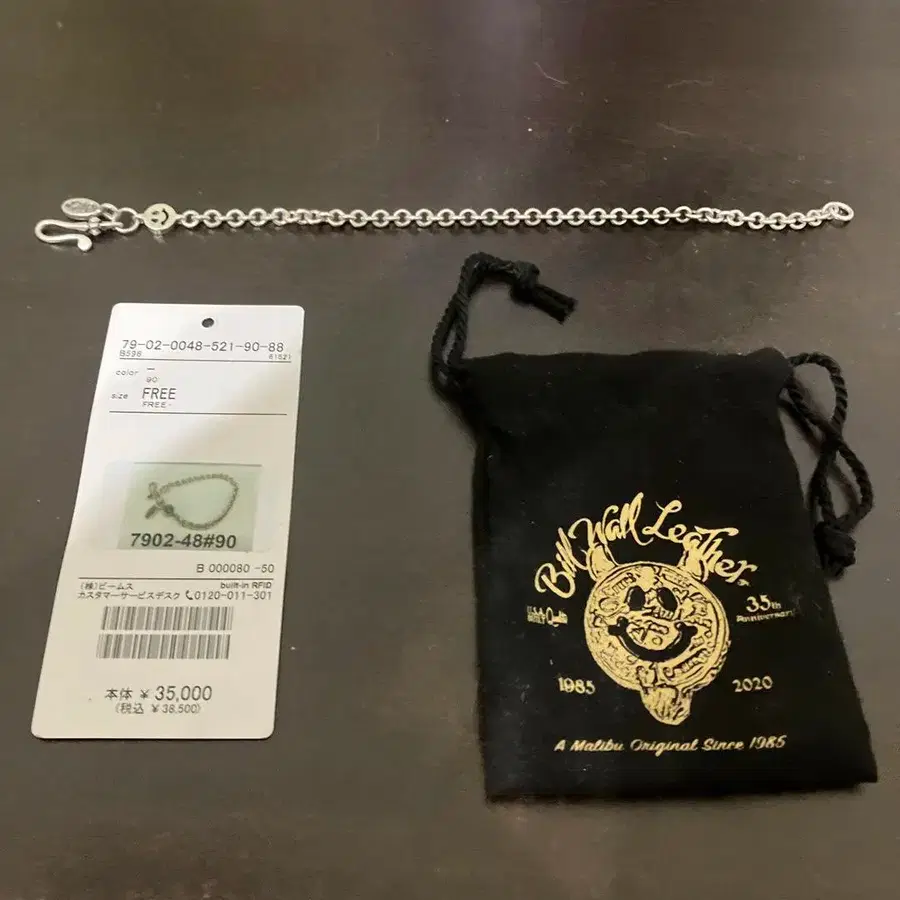 79-02-0048-521-90-88
B598 61521
color —
90
size FREE
FREE-
7902-48#90
B 000080 -50
(株)ビームス built-in RFID
カスタマーサービスデスク 0120-011-301
本体 ¥ 35,000
(税込 ¥ 38,500)
Bill Wall Leather
35th
Anniversary
1985 2020
A Malibu Original Since 1985